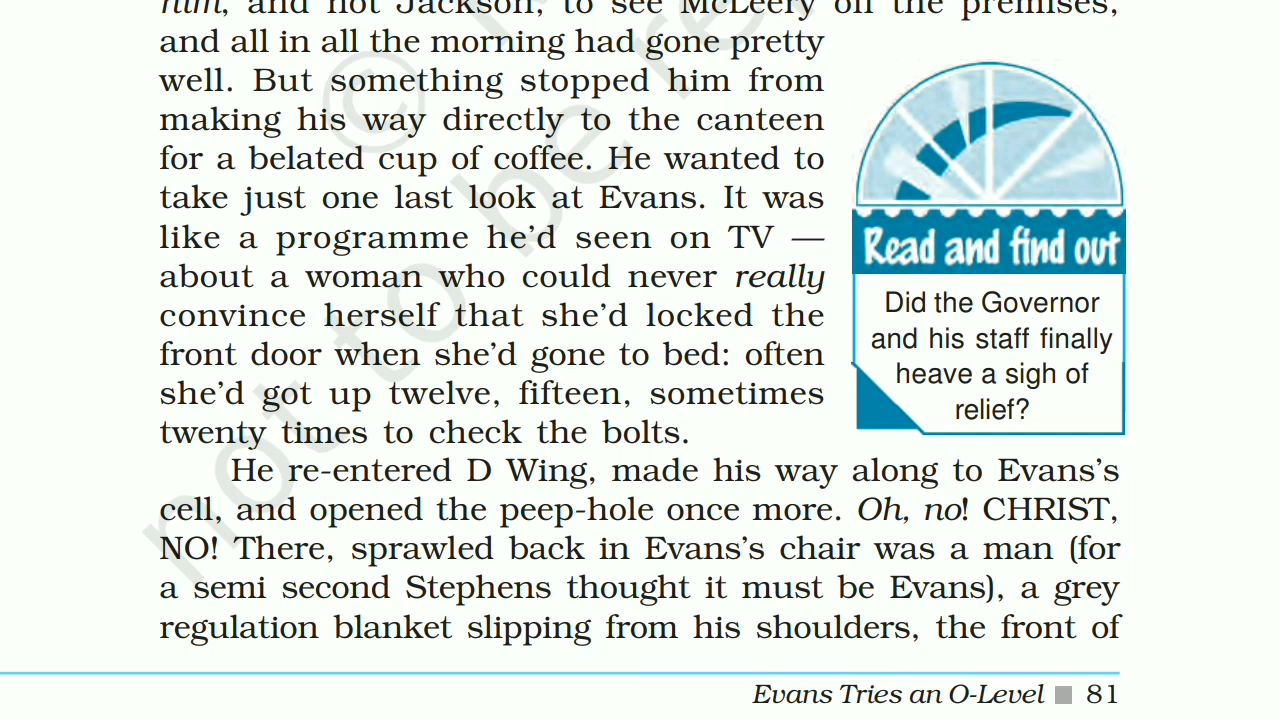 him, and not Jackson, to see McLeery off the premises,
and all in all the morning had gone pretty
well. But something stopped him from
making his way directly to the canteen
for a belated cup of coffee. He wanted to
take just one last look at Evans. It was
like a programme he’d seen on TV —
about a woman who could never really
convince herself that she’d locked the
front door when she’d gone to bed: often
she’d got up twelve, fifteen, sometimes
twenty times to check the bolts.
Read and find out
Did the Governor
and his staff finally
heave a sigh of
relief?
He re-entered D Wing, made his way along to Evans’s
cell, and opened the peep-hole once more. Oh, no! CHRIST,
NO! There, sprawled back in Evans’s chair was a man (for
a semi second Stephens thought it must be Evans), a grey
regulation blanket slipping from his shoulders, the front of
Evans Tries an O-Level 81
© 
not to be re